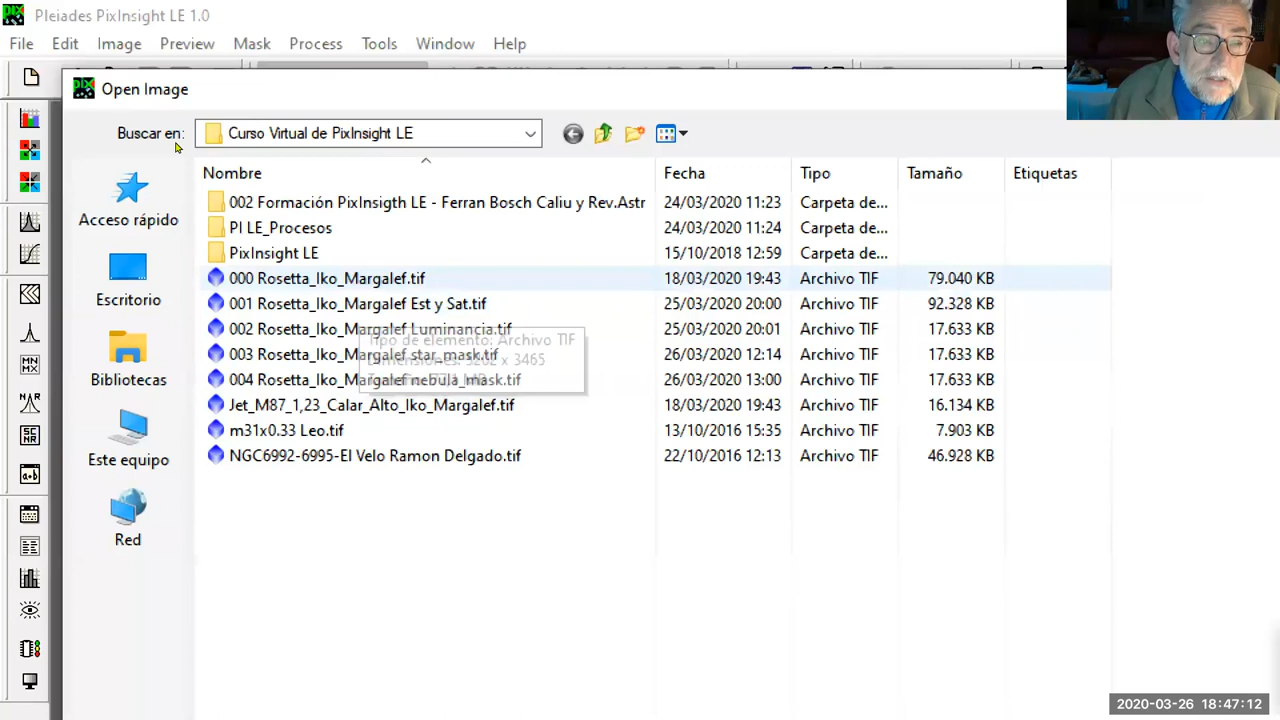 Pleiades PixInsight LE 1.0
File Edit Image Preview Mask Process Tools Window Help
Open Image
Buscar en: Curso Virtual de PixInsight LE
Nombre Fecha Tipo Tamaño Etiquetas
002 Formación PixInsigth LE - Ferran Bosch Caliu y Rev.Astr 24/03/2020 11:23 Carpeta de...
PI LE_Procesos 24/03/2020 11:24 Carpeta de...
PixInsight LE 15/10/2018 12:59 Carpeta de...
000 Rosetta_Iko_Margalef.tif 18/03/2020 19:43 Archivo TIF 79.040 KB
001 Rosetta_Iko_Margalef Est y Sat.tif 25/03/2020 20:00 Archivo TIF 92.328 KB
002 Rosetta_Iko_Margalef Luminancia.tif 25/03/2020 20:01 Archivo TIF 17.633 KB
Tipo de elemento: Archivo TIF
003 Rosetta_Iko_Margalef star_mask.tif 26/03/2020 12:14 Archivo TIF 17.633 KB
Dimensiones: 5202 x 3465
004 Rosetta_Iko_Margalef nebula_mask.tif 26/03/2020 13:00 Archivo TIF 17.633 KB
Jet_M87_1,23_Calar_Alto_Iko_Margalef.tif 18/03/2020 19:43 Archivo TIF 16.134 KB
m31x0.33 Leo.tif 13/10/2016 15:35 Archivo TIF 7.903 KB
NGC6992-6995-El Velo Ramon Delgado.tif 22/10/2016 12:13 Archivo TIF 46.928 KB
Acceso rápido
Escritorio
Bibliotecas
Este equipo
Red
2020-03-26 18:47:12